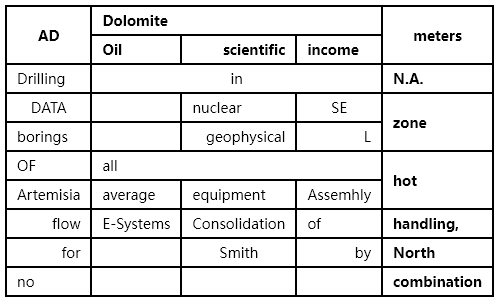 AD Dolomite meters
Oil scientific income
Drilling in N.A.
DATA nuclear SE zone
borings geophysical L
OF all hot
Artemisia average equipment Assemhly
flow E-Systems Consolidation of handling,
for Smith by North
no combination